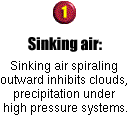 1
Sinking air:
Sinking air spiraling
outward inhibits clouds,
precipitation under
high pressure systems.